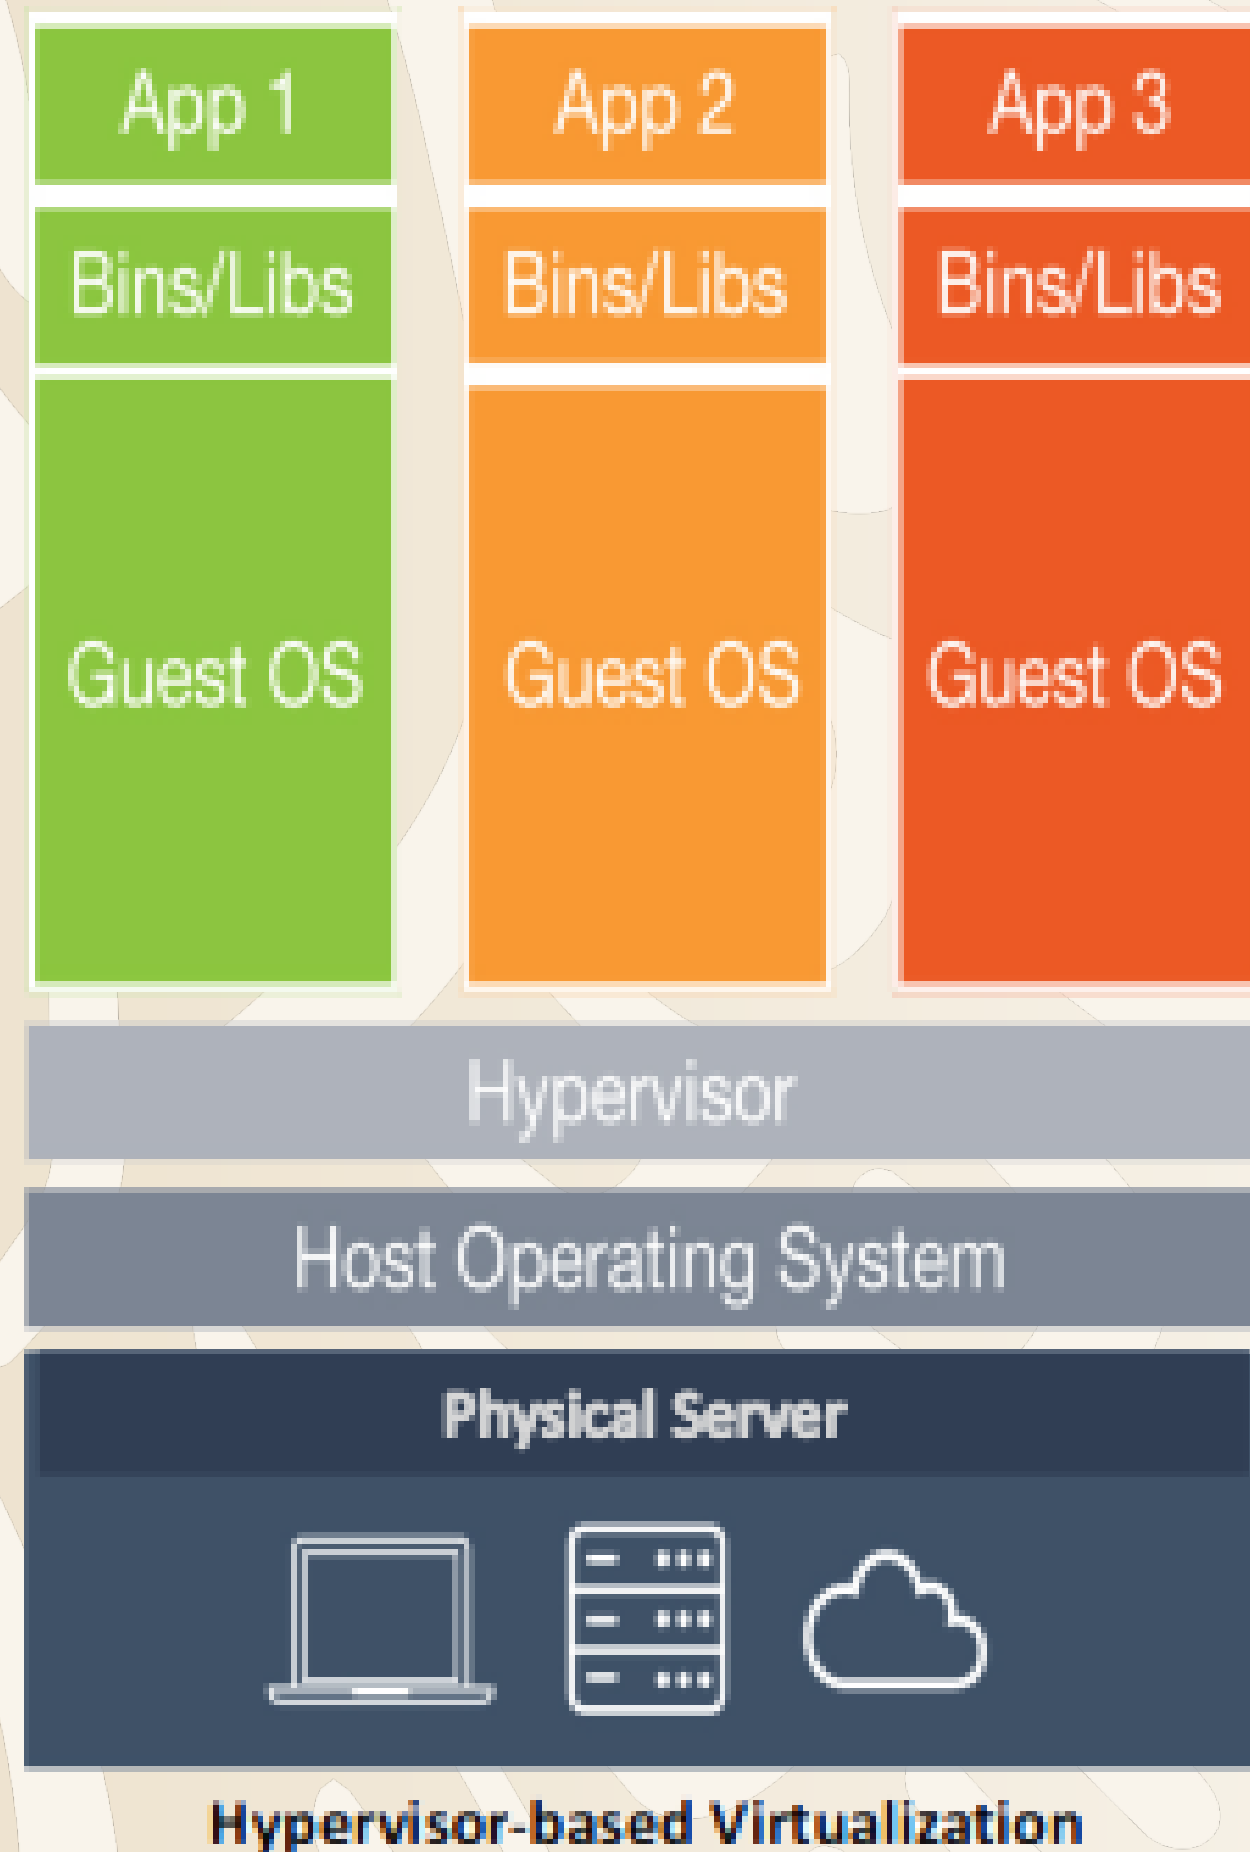 App 1
App 2
App 3
Bins/Libs
Bins/Libs
Bins/Libs
Guest OS
Guest OS
Guest OS
Hypervisor
Host Operating System
Physical Server
Hypervisor-based Virtualization